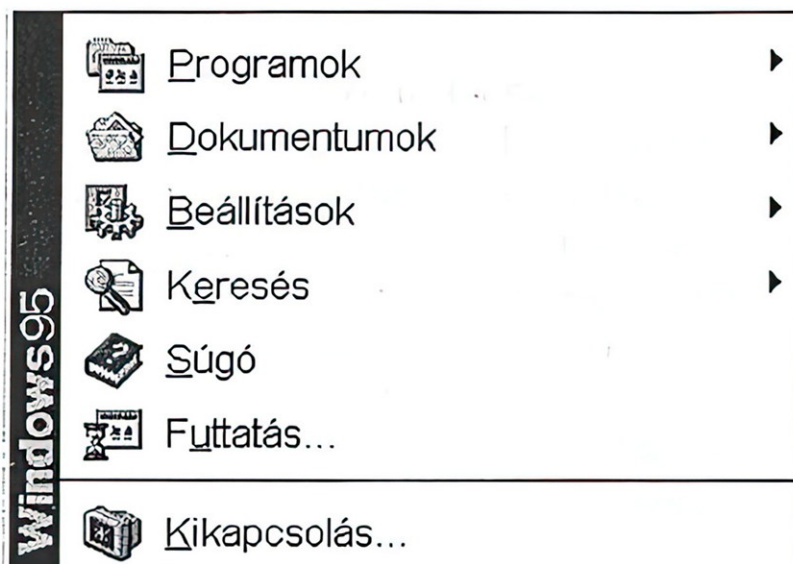 Programok
Dokumentumok
Beállítások
Keresés
Súgó
Futtatás...
Kikapcsolás...
Windows95